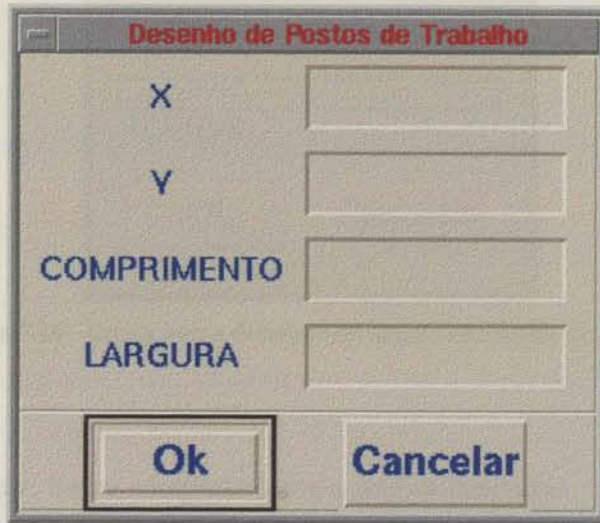 Desenho de Postos de Trabalho
X
Y
COMPRIMENTO
LARGURA
Ok Cancelar